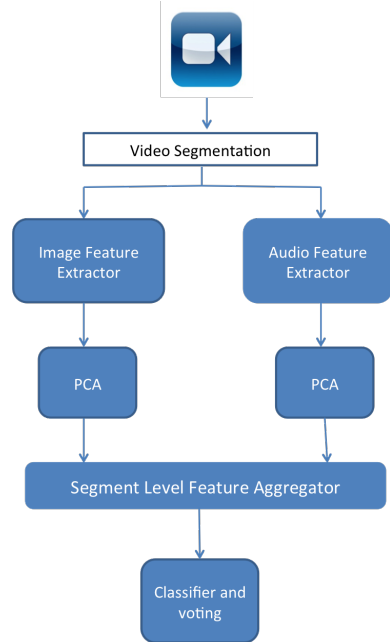 Video Segmentation
Image Feature
Extractor
Audio Feature
Extractor
PCA
PCA
Segment Level Feature Aggregator
Classifier and
voting